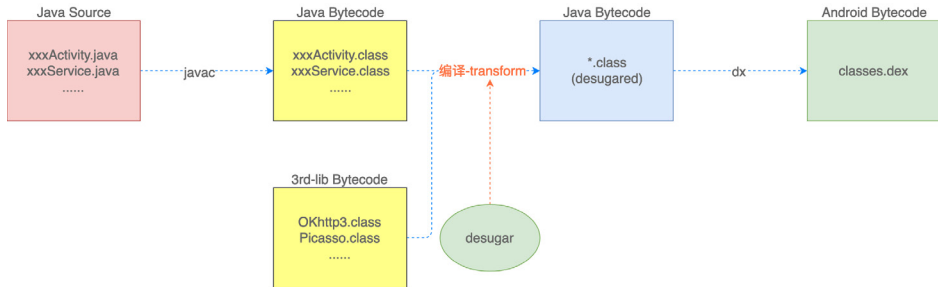 Java Source
xxxActivity.java
xxxService.java
......
javac
Java Bytecode
xxxActivity.class
xxxService.class
......
编译-transform
Java Bytecode
*.class
(desugared)
dx
Android Bytecode
classes.dex
3rd-lib Bytecode
OKhttp3.class
Picasso.class
......
desugar